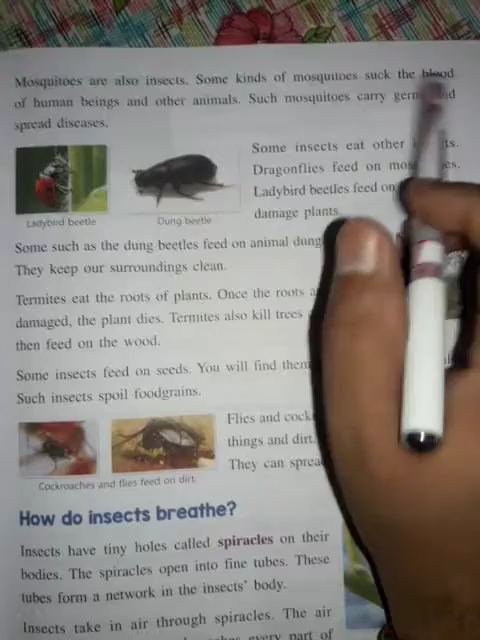 Mosquitoes are also insects. Some kinds of mosquitoes suck the blood
of human beings and other animals. Such mosquitoes carry
spread diseases.
Some insects eat other
Dragonflies feed on
Ladybird beetles feed on
damage plants.
Ladybird beetle
Dung beetle
Some such as the dung beetles feed on animal dung
They keep our surroundings clean.
Termites eat the roots of plants. Once the roots
damaged, the plant dies. Termites also kill trees
then feed on the wood.
Some insects feed on seeds. You will find them
Such insects spoil foodgrains.
Flies and
things and dirt.
They can
Cockroaches and flies feed on dirt.
How do insects breathe?
Insects have tiny holes called spiracles on their
bodies. The spiracles open into fine tubes. These
tubes form a network in the insects' body.
Insects take in air through spiracles. The air
every part of